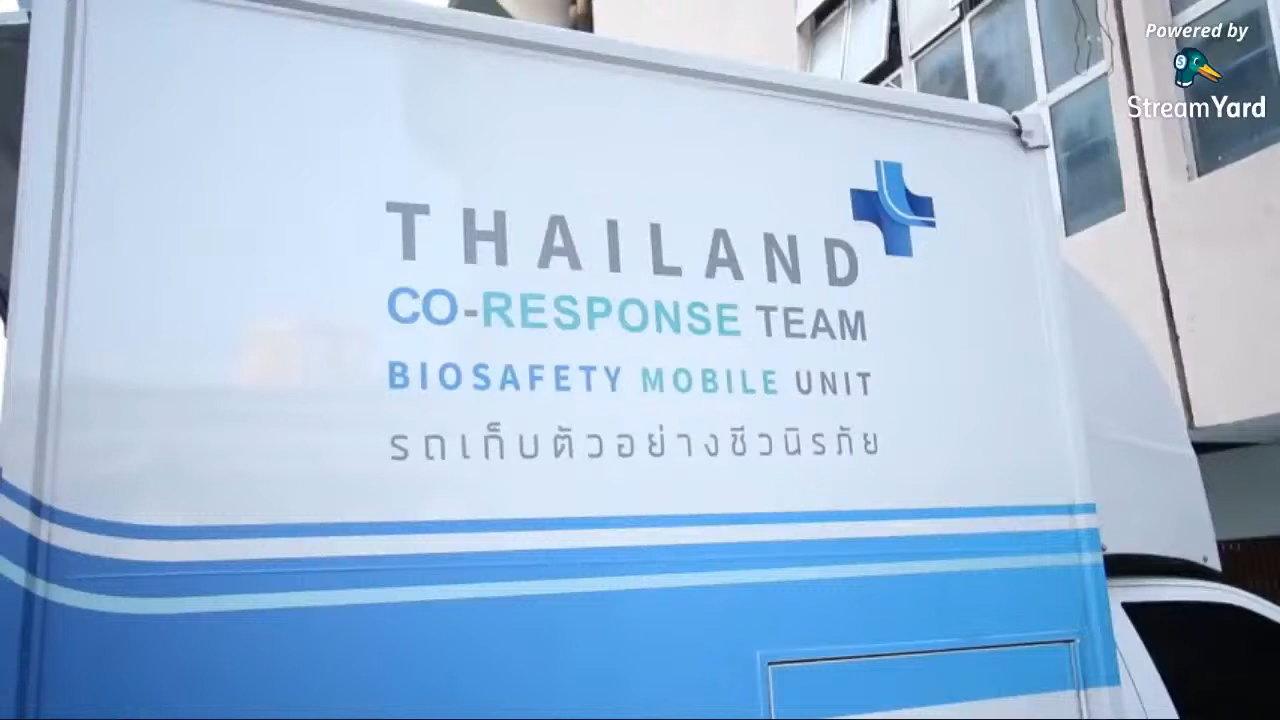 Powered by
StreamYard
THAILAND
CO-RESPONSE TEAM
BIOSAFETY MOBILE UNIT
รถเก็บตัวอย่างชีวนิรภัย